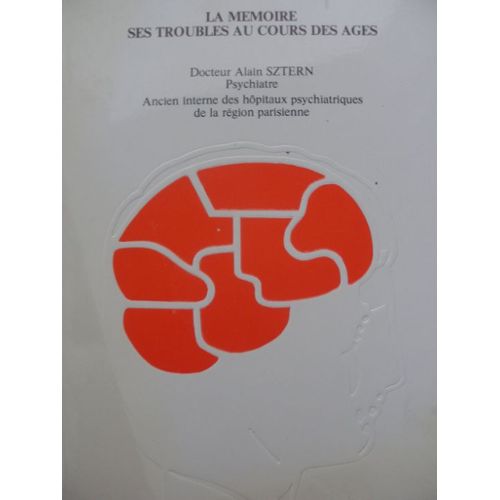 LA MEMOIRE
SES TROUBLES AU COURS DES AGES
Docteur Alain SZTERN
Psychiatre
Ancien interne des hôpitaux psychiatriques
de la région parisienne